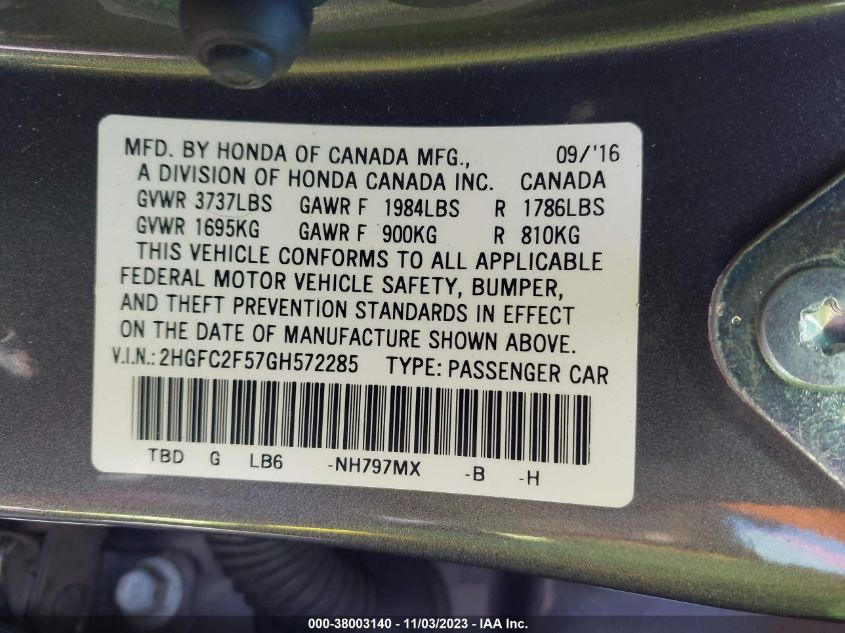 MFD. BY HONDA OF CANADA MFG., 09/'16
A DIVISION OF HONDA CANADA INC. CANADA
GVWR 3737LBS GAWR F 1984LBS R 1786LBS
GVWR 1695KG GAWR F 900KG R 810KG
THIS VEHICLE CONFORMS TO ALL APPLICABLE
FEDERAL MOTOR VEHICLE SAFETY, BUMPER,
AND THEFT PREVENTION STANDARDS IN EFFECT
ON THE DATE OF MANUFACTURE SHOWN ABOVE.
V.I.N.: 2HGFC2F57GH572285 TYPE: PASSENGER CAR
TBD G LB6 -NH797MX -B -H
000-38003140 - 11/03/2023 - IAA Inc.